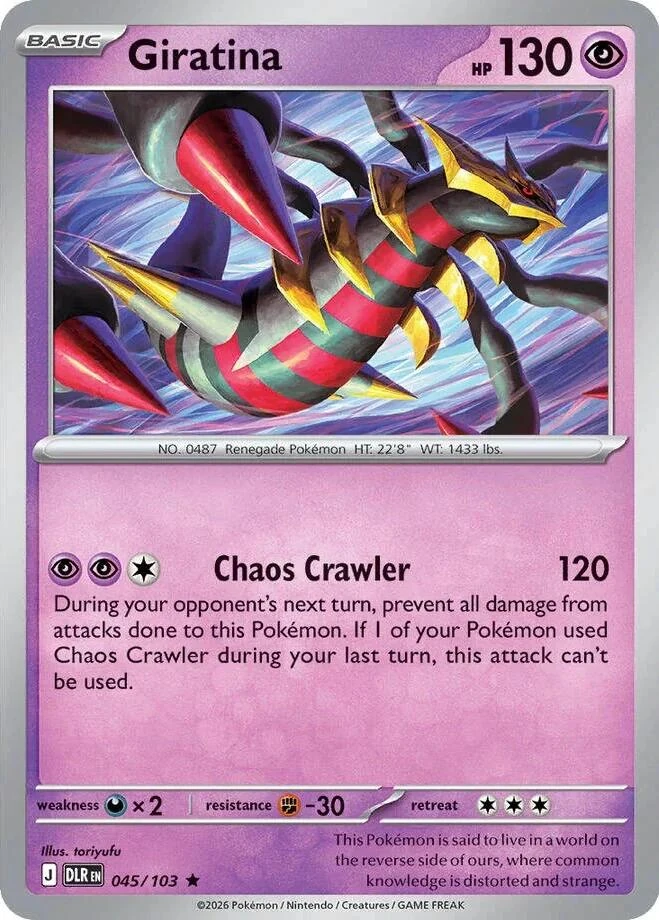 BASIC
Giratina
HP 130
NO. 0487 Renegade Pokémon HT: 22'8" WT: 1433 lbs.
Chaos Crawler 120
During your opponent's next turn, prevent all damage from
attacks done to this Pokémon. If 1 of your Pokémon used
Chaos Crawler during your last turn, this attack can't
be used.
weakness ×2 resistance -30 retreat
Illus. toriyufu
This Pokémon is said to live in a world on
the reverse side of ours, where common
knowledge is distorted and strange.
J DLR EN 045/103 ★
©2026 Pokémon / Nintendo / Creatures / GAME FREAK